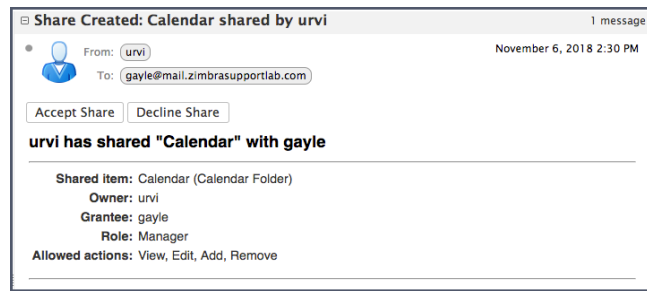 Share Created: Calendar shared by urvi 1 message
From: urvi November 6, 2018 2:30 PM
To: gayle@mail.zimbrasupportlab.com
Accept Share Decline Share
urvi has shared "Calendar" with gayle
Shared item: Calendar (Calendar Folder)
Owner: urvi
Grantee: gayle
Role: Manager
Allowed actions: View, Edit, Add, Remove